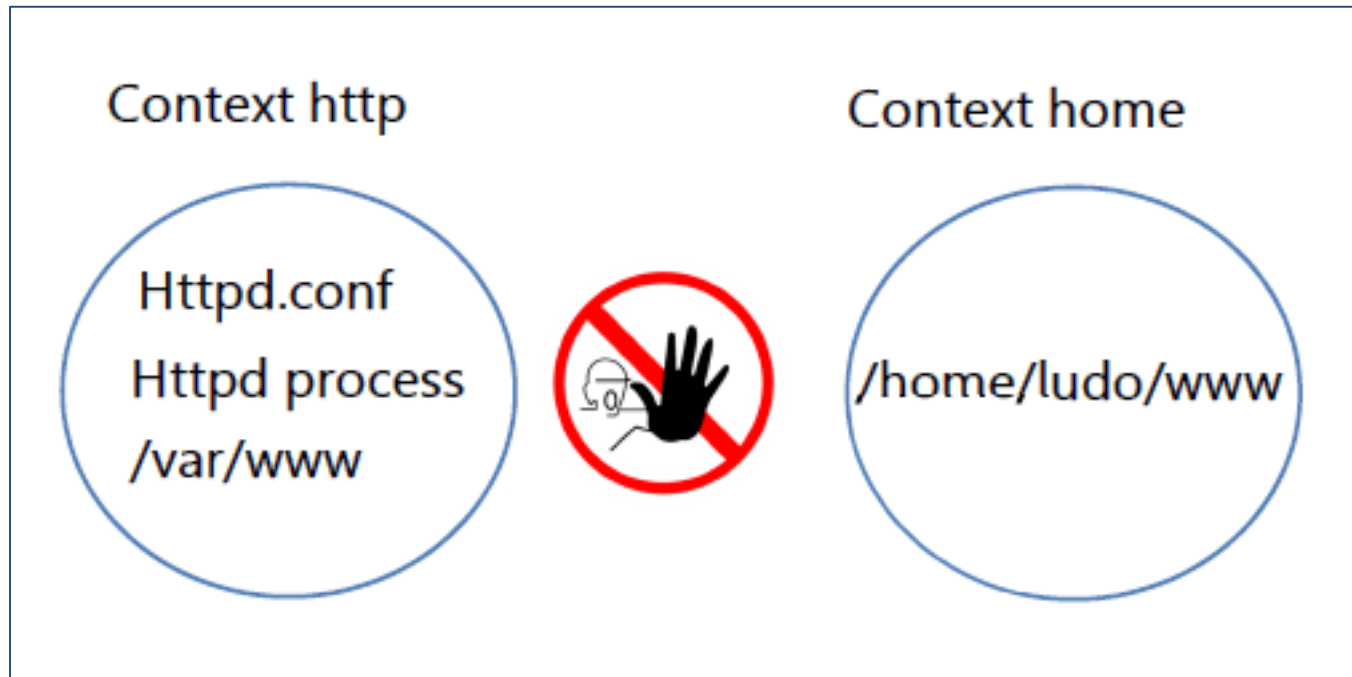 Context http
Context home
Httpd.conf
Httpd process
/var/www
/home/ludo/www